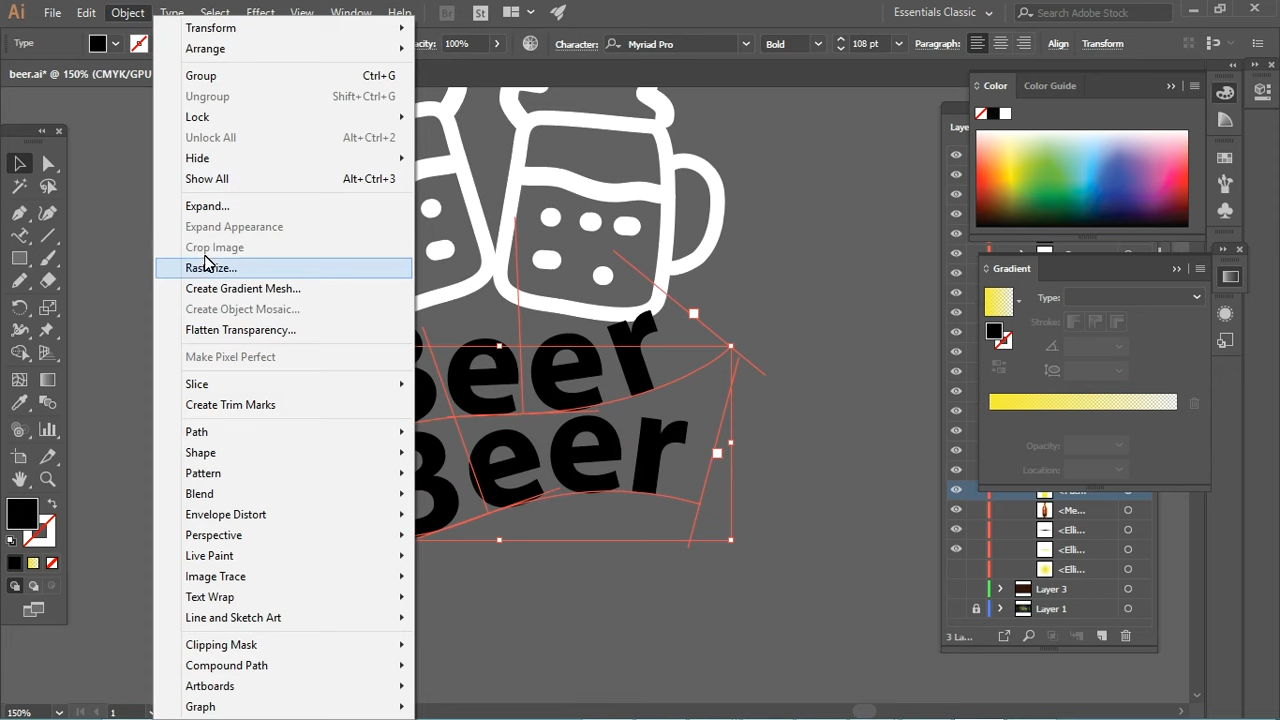 Ai File Edit Object Type Select Effect View Window Help Br St Essentials Classic Search Adobe Stock
Type acity: 100% Character: Myriad Pro Bold 108 pt Paragraph: Align Transform
beer.ai* @ 150% (CMYK/GPU
Transform
Arrange
Group Ctrl+G
Ungroup Shift+Ctrl+G
Lock
Unlock All Alt+Ctrl+2
Hide
Show All Alt+Ctrl+3
Expand...
Expand Appearance
Crop Image
Rasterize...
Create Gradient Mesh...
Create Object Mosaic...
Flatten Transparency...
Make Pixel Perfect
Slice
Create Trim Marks
Path
Shape
Pattern
Blend
Envelope Distort
Perspective
Live Paint
Image Trace
Text Wrap
Line and Sketch Art
Clipping Mask
Compound Path
Artboards
Graph
Beer
Beer
Color Color Guide
Laye
Gradient
Type:
Stroke:
Opacity:
Location:
<Me...
<Elli...
<Elli...
<Elli...
Layer 3
Layer 1
3 La...
150% 1